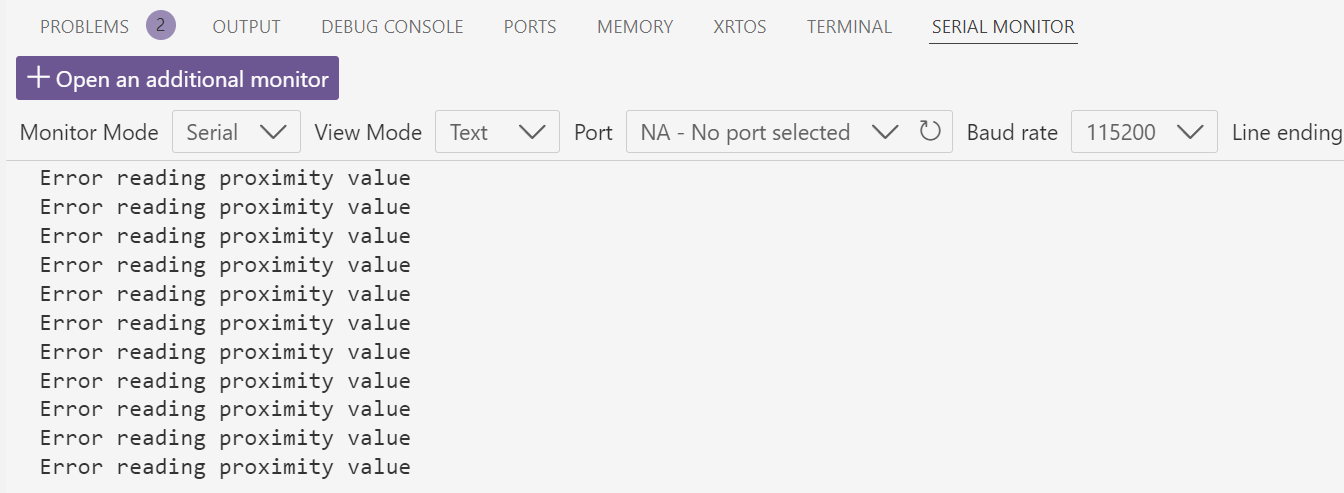 PROBLEMS 2 OUTPUT DEBUG CONSOLE PORTS MEMORY XRTOS TERMINAL SERIAL MONITOR
+ Open an additional monitor
Monitor Mode Serial View Mode Text Port NA - No port selected Baud rate 115200 Line ending
Error reading proximity value
Error reading proximity value
Error reading proximity value
Error reading proximity value
Error reading proximity value
Error reading proximity value
Error reading proximity value
Error reading proximity value
Error reading proximity value
Error reading proximity value
Error reading proximity value